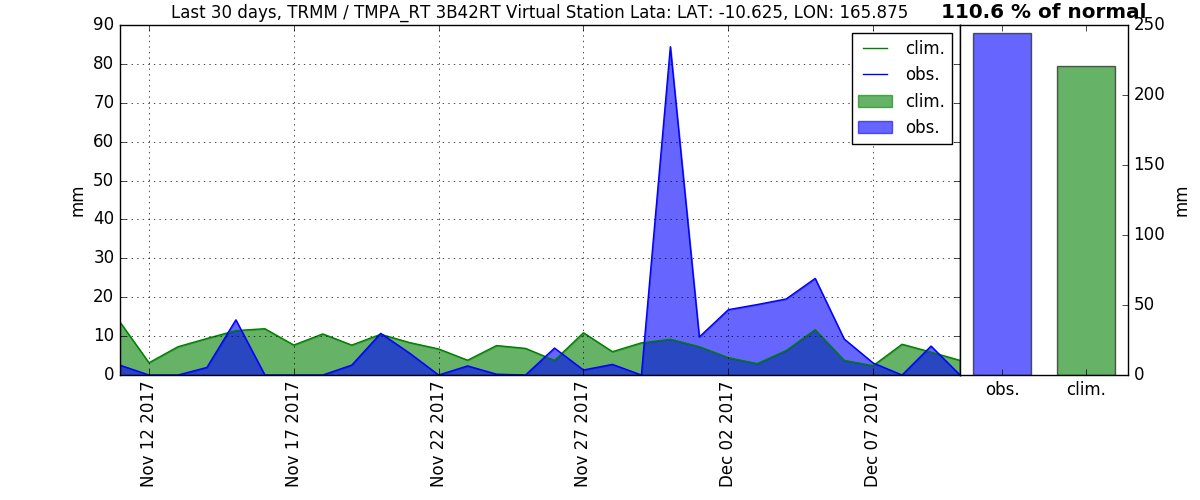 Last 30 days, TRMM / TMPA_RT 3B42RT Virtual Station Lata: LAT: -10.625, LON: 165.875
110.6 % of normal
90
80
70
60
50
40
30
20
10
0
mm
clim.
obs.
clim.
obs.
Nov 12 2017
Nov 17 2017
Nov 22 2017
Nov 27 2017
Dec 02 2017
Dec 07 2017
250
200
150
100
50
0
mm
obs.
clim.